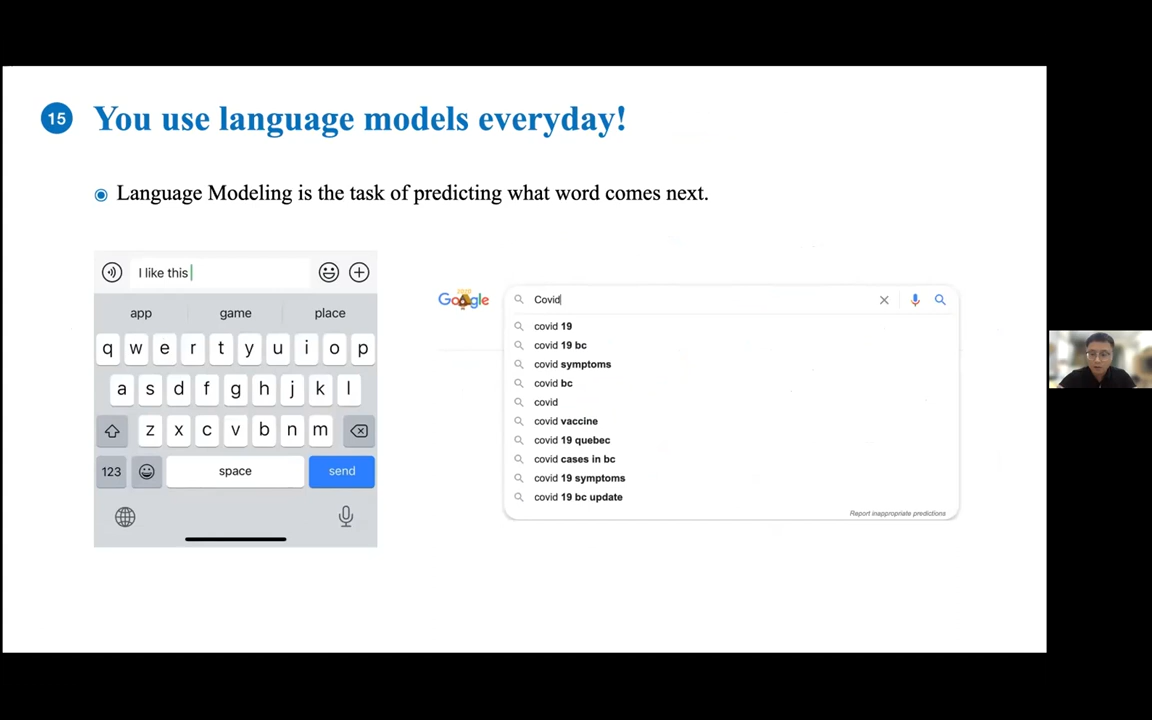 15
You use language models everyday!
Language Modeling is the task of predicting what word comes next.
I like this
app game place
q w e r t y u i o p
a s d f g h j k l
z x c v b n m
123 space send
Google
Covid
covid 19
covid 19 bc
covid symptoms
covid bc
covid
covid vaccine
covid 19 quebec
covid cases in bc
covid 19 symptoms
covid 19 bc update
Report inappropriate predictions